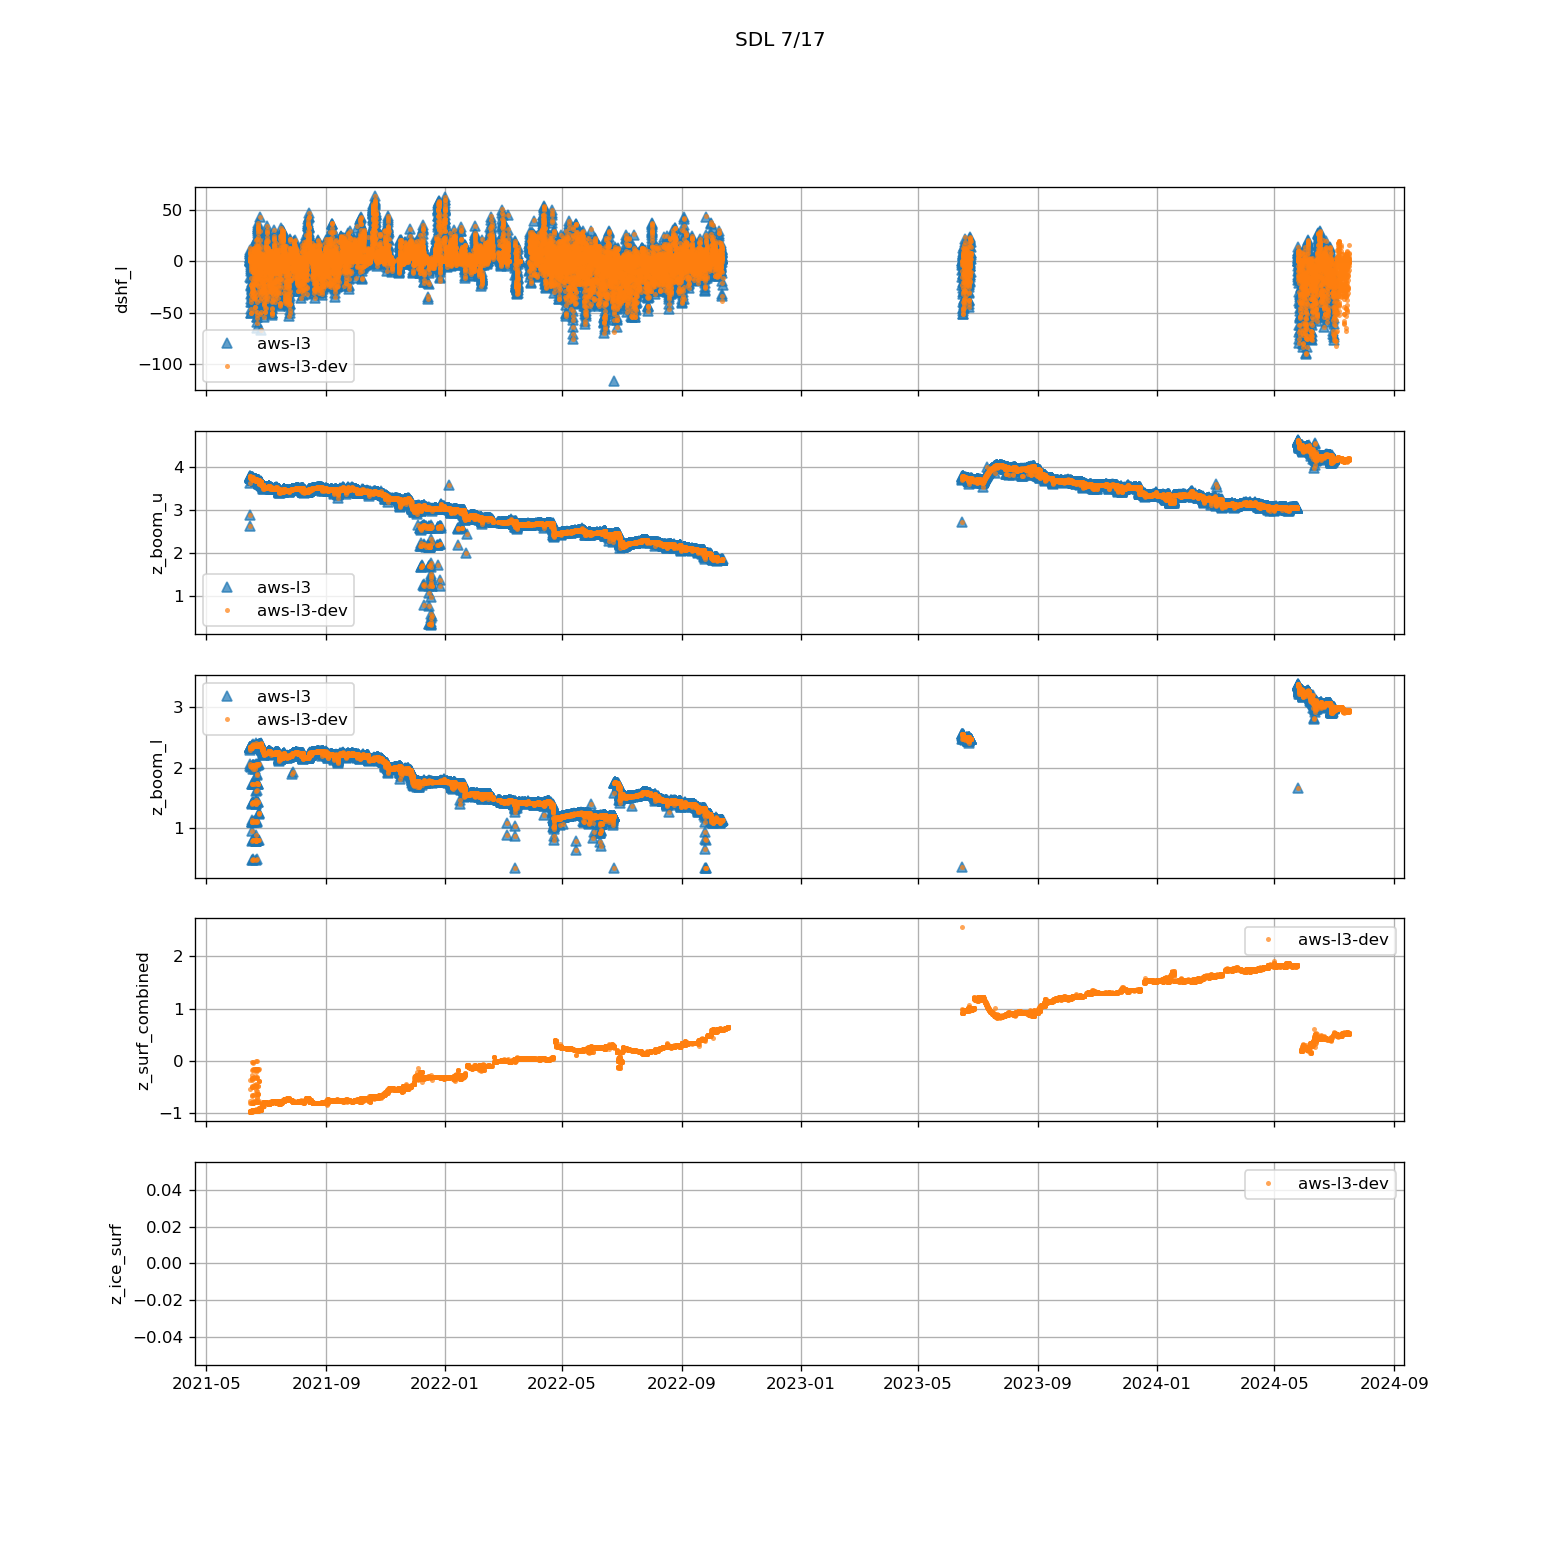 SDL 7/17
50
0
−50
−100
dshf_l
aws-l3
aws-l3-dev
4
3
2
1
z_boom_u
aws-l3
aws-l3-dev
3
2
1
z_boom_l
aws-l3
aws-l3-dev
2
1
0
−1
z_surf_combined
aws-l3-dev
0.04
0.02
0.00
−0.02
−0.04
z_ice_surf
aws-l3-dev
2021-05 2021-09 2022-01 2022-05 2022-09 2023-01 2023-05 2023-09 2024-01 2024-05 2024-09